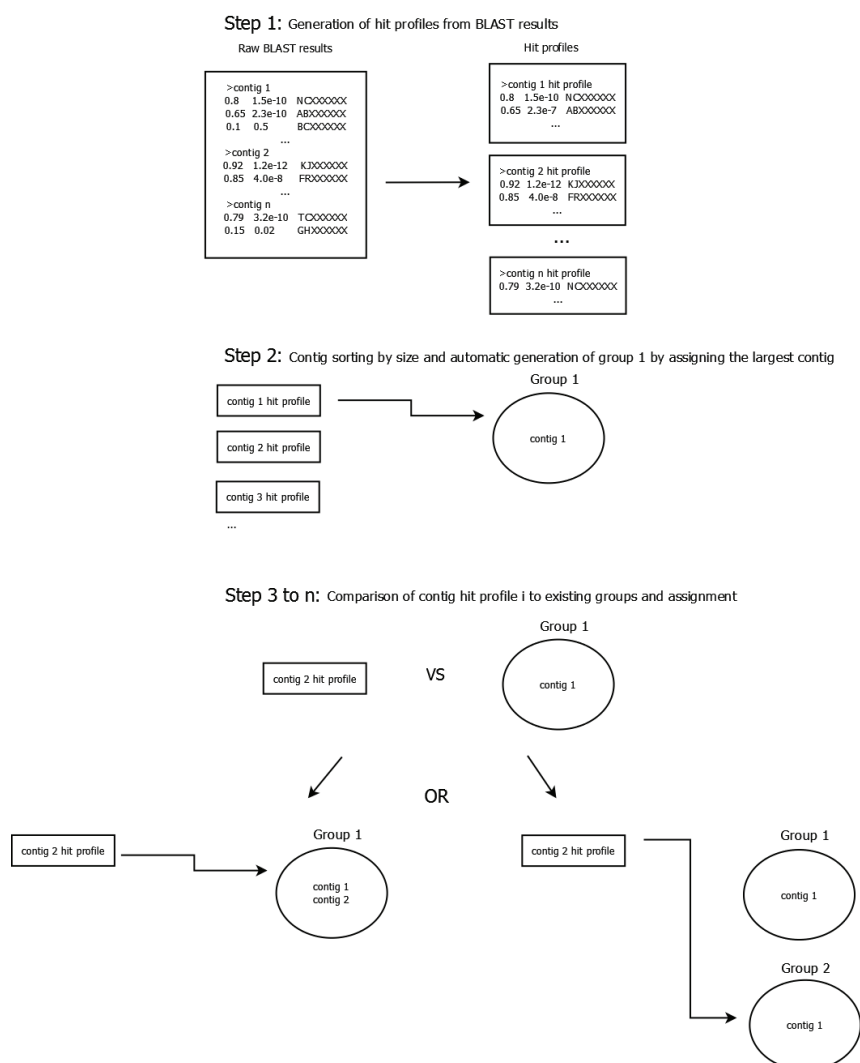 Step 1: Generation of hit profiles from BLAST results
Raw BLAST results
>contig 1
0.8 1.5e-10 NCXXXXXX
0.65 2.3e-10 ABXXXXXX
0.1 0.5 BCXXXXXX
...
>contig 2
0.92 1.2e-12 KJXXXXXX
0.85 4.0e-8 FRXXXXXX
...
>contig n
0.79 3.2e-10 TCXXXXXX
0.15 0.02 GHXXXXXX
Hit profiles
>contig 1 hit profile
0.8 1.5e-10 NCXXXXXX
0.65 2.3e-7 ABXXXXXX
...
>contig 2 hit profile
0.92 1.2e-12 KJXXXXXX
0.85 4.0e-8 FRXXXXXX
...
...
>contig n hit profile
0.79 3.2e-10 NCXXXXXX
...
Step 2: Contig sorting by size and automatic generation of group 1 by assigning the largest contig
contig 1 hit profile
contig 2 hit profile
contig 3 hit profile
...
Group 1
contig 1
Step 3 to n: Comparison of contig hit profile i to existing groups and assignment
contig 2 hit profile
VS
Group 1
contig 1
OR
contig 2 hit profile
Group 1
contig 1
contig 2
contig 2 hit profile
Group 1
contig 1
Group 2
contig 1